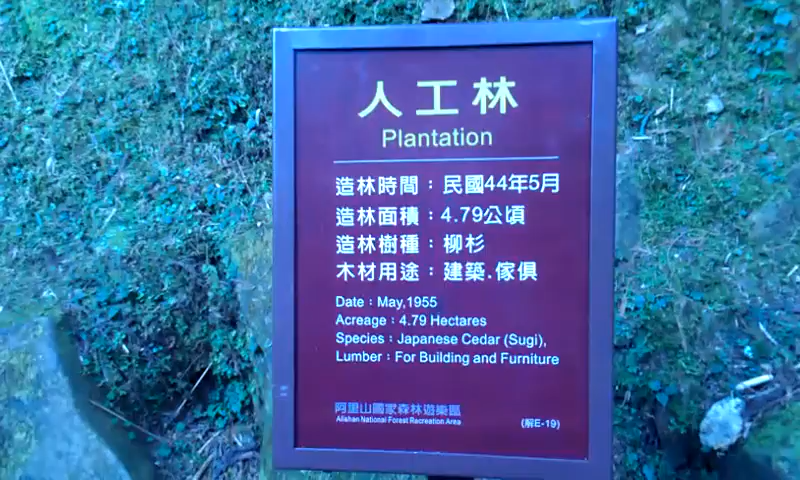 人工林
Plantation
造林時間：民國44年5月
造林面積：4.79公頃
造林樹種：柳杉
木材用途：建築.傢俱
Date：May,1955
Acreage：4.79 Hectares
Species：Japanese Cedar (Sugi),
Lumber：For Building and Furniture
阿里山國家森林遊樂區
Alishan National Forest Recreation Area
(解E-19)